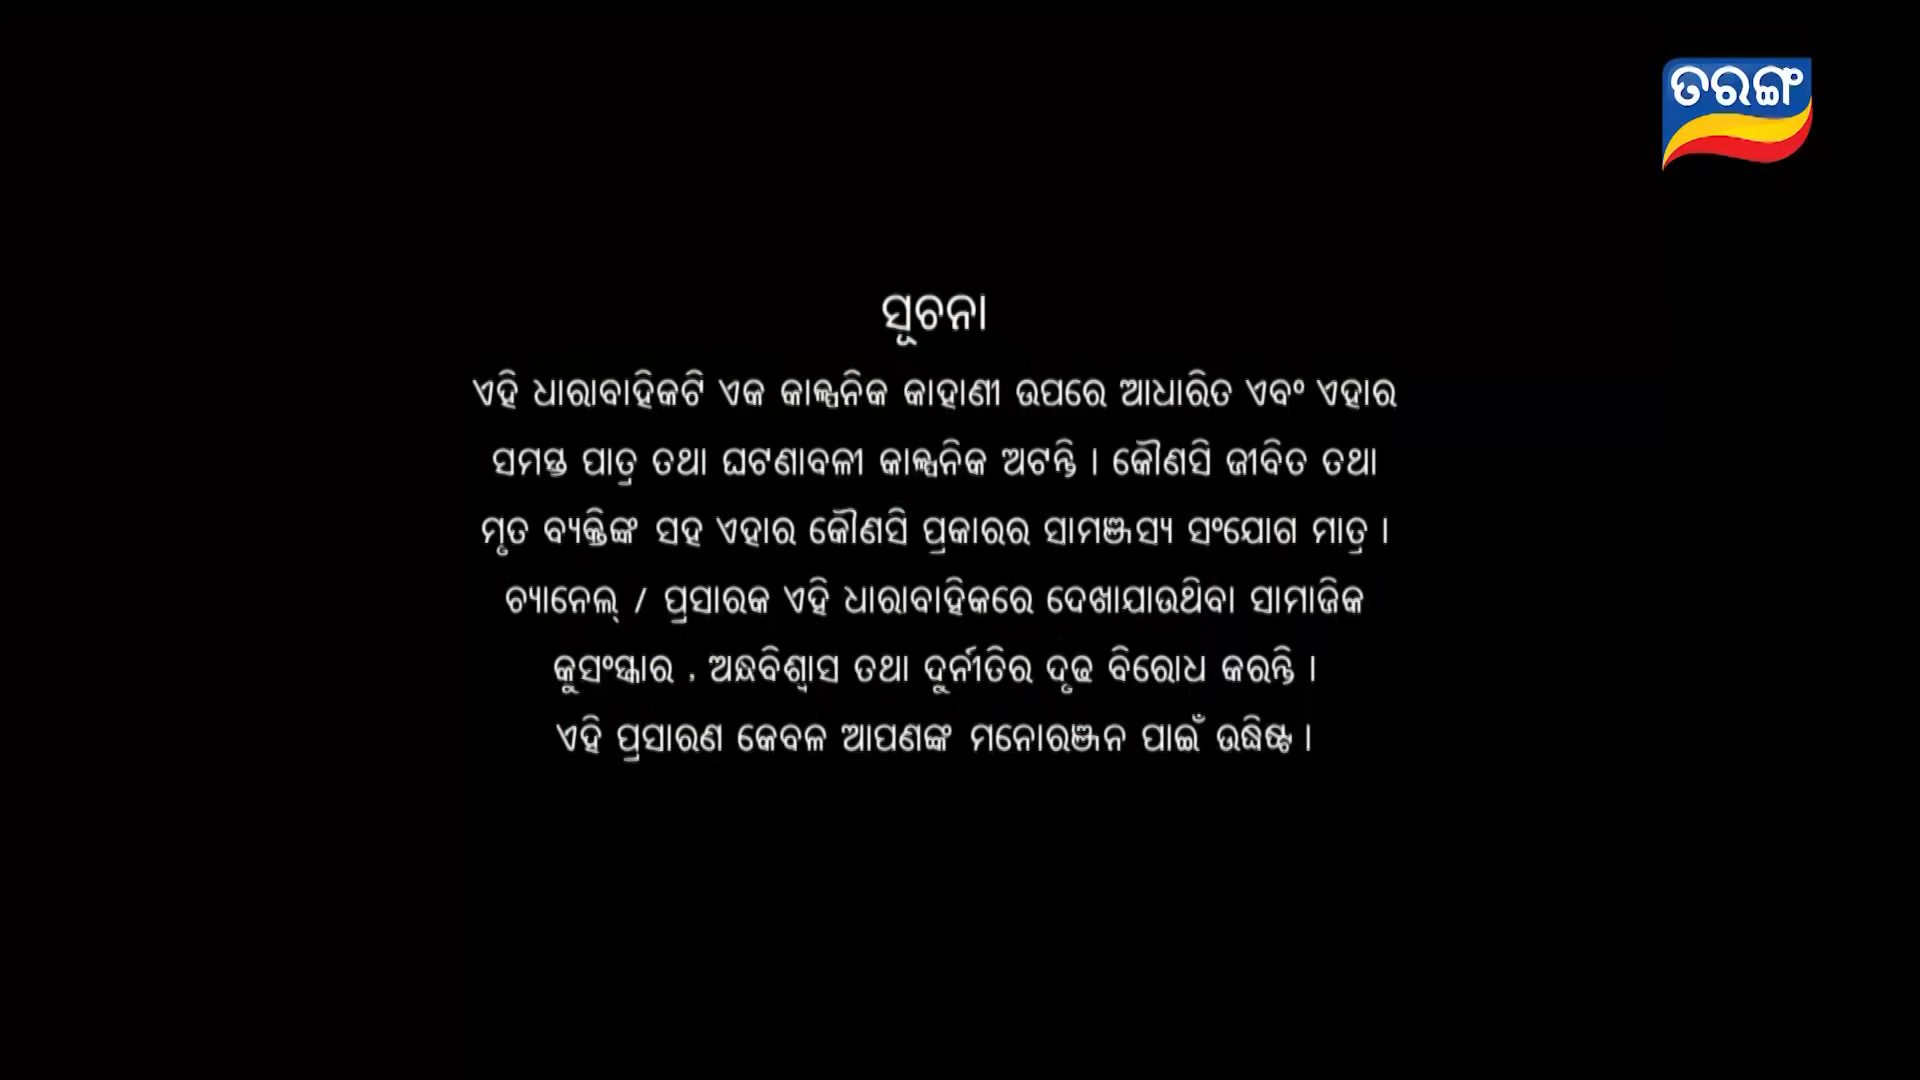 ତରଙ୍ଗ
ସୂଚନା
ଏହି ଧାରାବାହିକଟି ଏକ କାଳ୍ପନିକ କାହାଣୀ ଉପରେ ଆଧାରିତ ଏବଂ ଏହାର
ସମସ୍ତ ପାତ୍ର ତଥା ଘଟଣାବଳୀ କାଳ୍ପନିକ ଅଟନ୍ତି । କୌଣସି ଜୀବିତ ତଥା
ମୃତ ବ୍ୟକ୍ତିଙ୍କ ସହ ଏହାର କୌଣସି ପ୍ରକାରର ସାମଞ୍ଜସ୍ୟ ସଂଯୋଗ ମାତ୍ର ।
ଚ୍ୟାନେଲ୍ / ପ୍ରସାରକ ଏହି ଧାରାବାହିକରେ ଦେଖାଯାଉଥିବା ସାମାଜିକ
କୁସଂସ୍କାର , ଅନ୍ଧବିଶ୍ୱାସ ତଥା ଦୁର୍ନୀତିର ଦୃଢ ବିରୋଧ କରନ୍ତି ।
ଏହି ପ୍ରସାରଣ କେବଳ ଆପଣଙ୍କ ମନୋରଞ୍ଜନ ପାଇଁ ଉଦ୍ଧିଷ୍ଟ ।